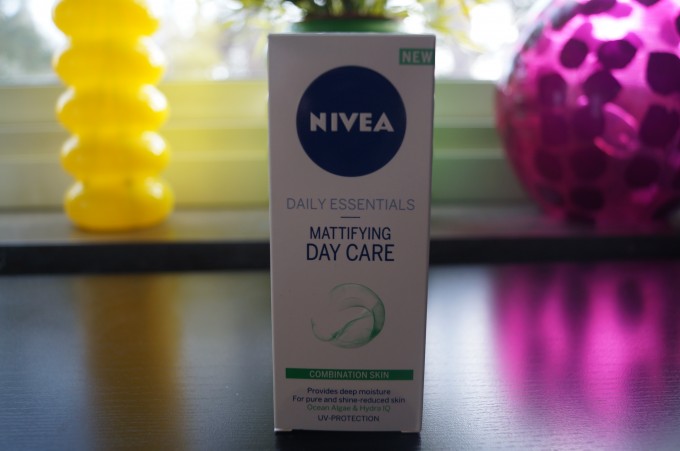 NEW
NIVEA
DAILY ESSENTIALS
MATTIFYING
DAY CARE
COMBINATION SKIN
Provides deep moisture
For pure and shine-reduced skin
Ocean Algae & Hydra IQ
UV-PROTECTION